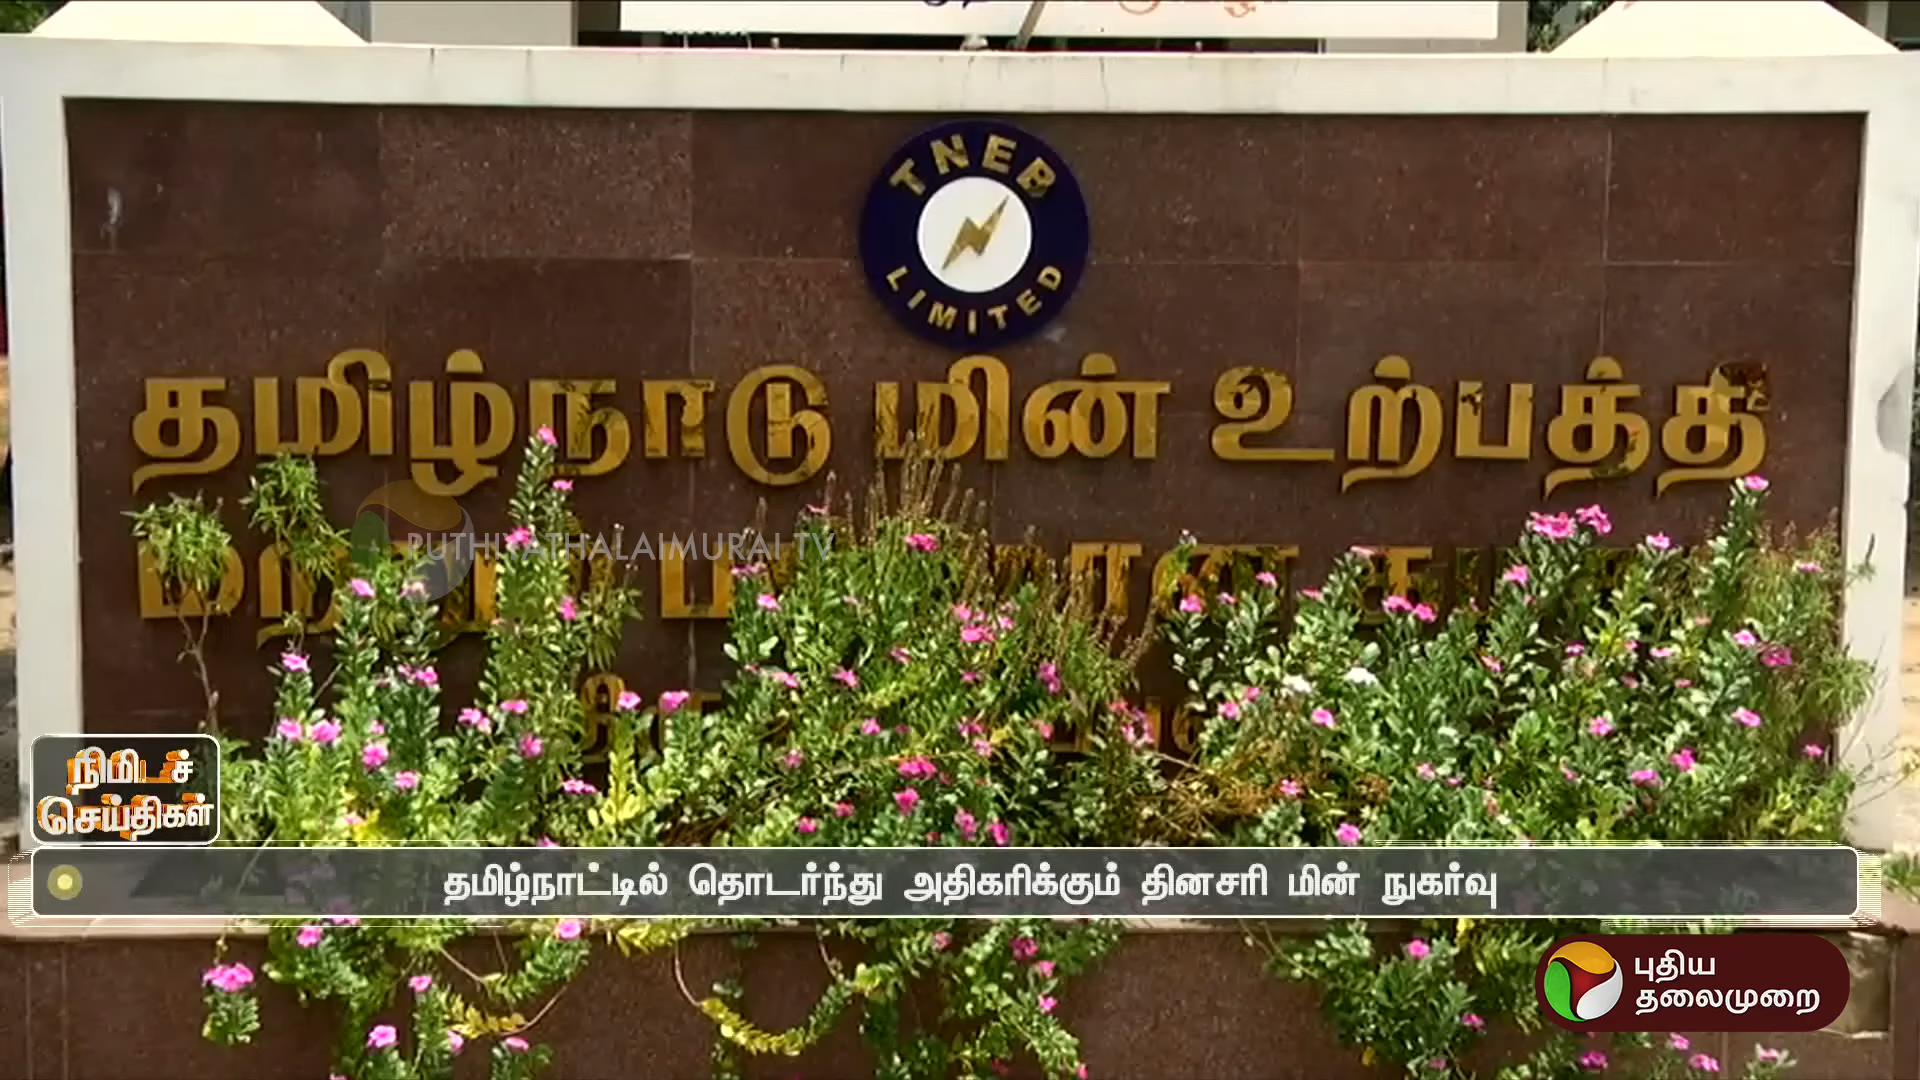 TNEB
LIMITED
தமிழ்நாடு மின் உற்பத்தி
PUTHIYATHALAIMURAI TV
நிமிடச்
செய்திகள்
தமிழ்நாட்டில் தொடர்ந்து அதிகரிக்கும் தினசரி மின் நுகர்வு
புதிய
தலைமுறை